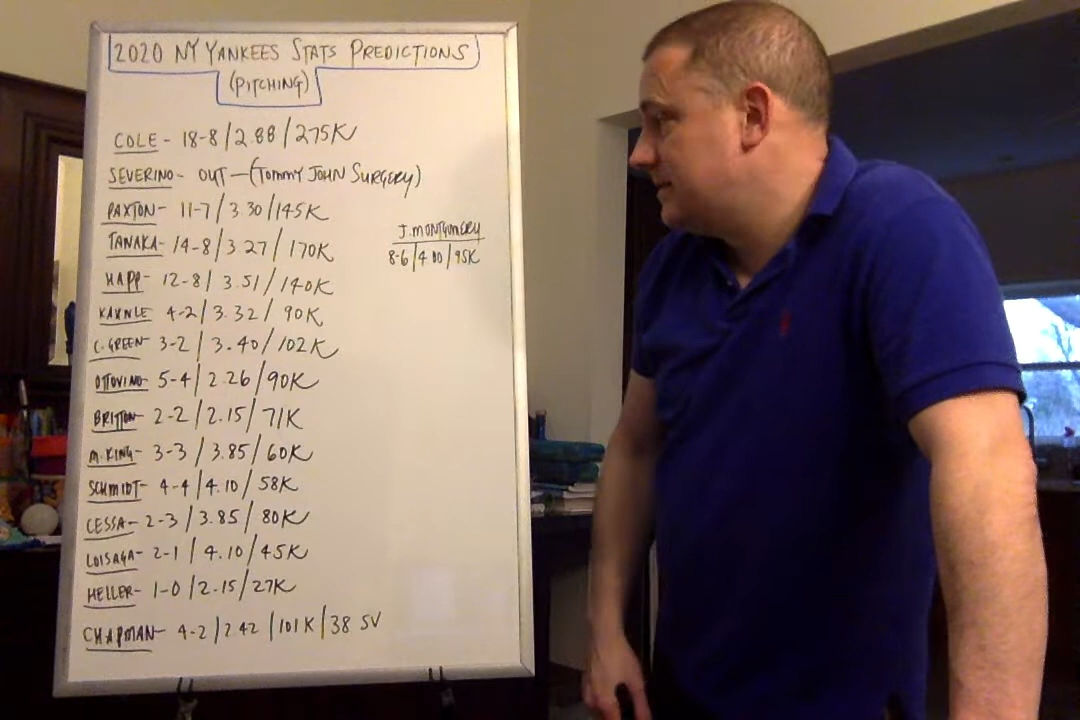 2020 NY YANKEES STATS PREDICTIONS
(PITCHING)
COLE - 18-8/2.88/275K
SEVERINO - OUT - (TOMMY JOHN SURGERY)
PAXTON - 11-7/3.30/145K
TANAKA - 14-8/3.27/170K
HAPP - 12-8/3.51/140K
KAHNLE 4-2/3.32/90K
C. GREEN - 3-2/3.40/102K
OTTOVINO - 5-4/2.26/90K
BRITTON - 2-2/2.15/71K
M. KING - 3-3/3.85/60K
SCHMIDT - 4-4/4.10/58K
CESSA - 2-3/3.85/80K
LOISAGA - 2-1/4.10/45K
HELLER - 1-0/2.15/27K
CHAPMAN - 4-2/2.42/101K/38 SV
J. MONTGOMERY
8-6/4.00/95K